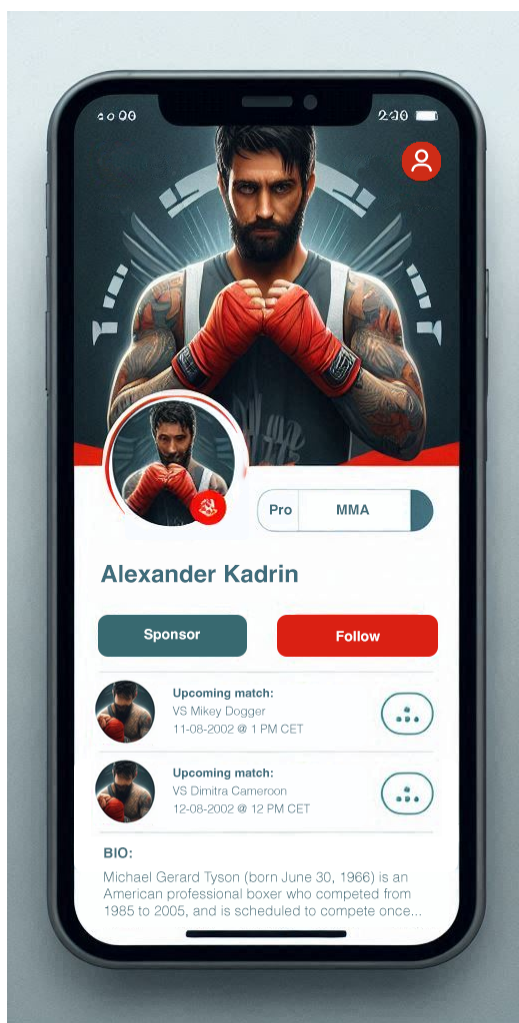 Pro
MMA
Alexander Kadrin
Sponsor
Follow
Upcoming match:
VS Mikey Dogger
11-08-2002 @ 1 PM CET
Upcoming match:
VS Dimitra Cameroon
12-08-2002 @ 12 PM CET
BIO:
Michael Gerard Tyson (born June 30, 1966) is an
American professional boxer who competed from
1985 to 2005, and is scheduled to compete once...